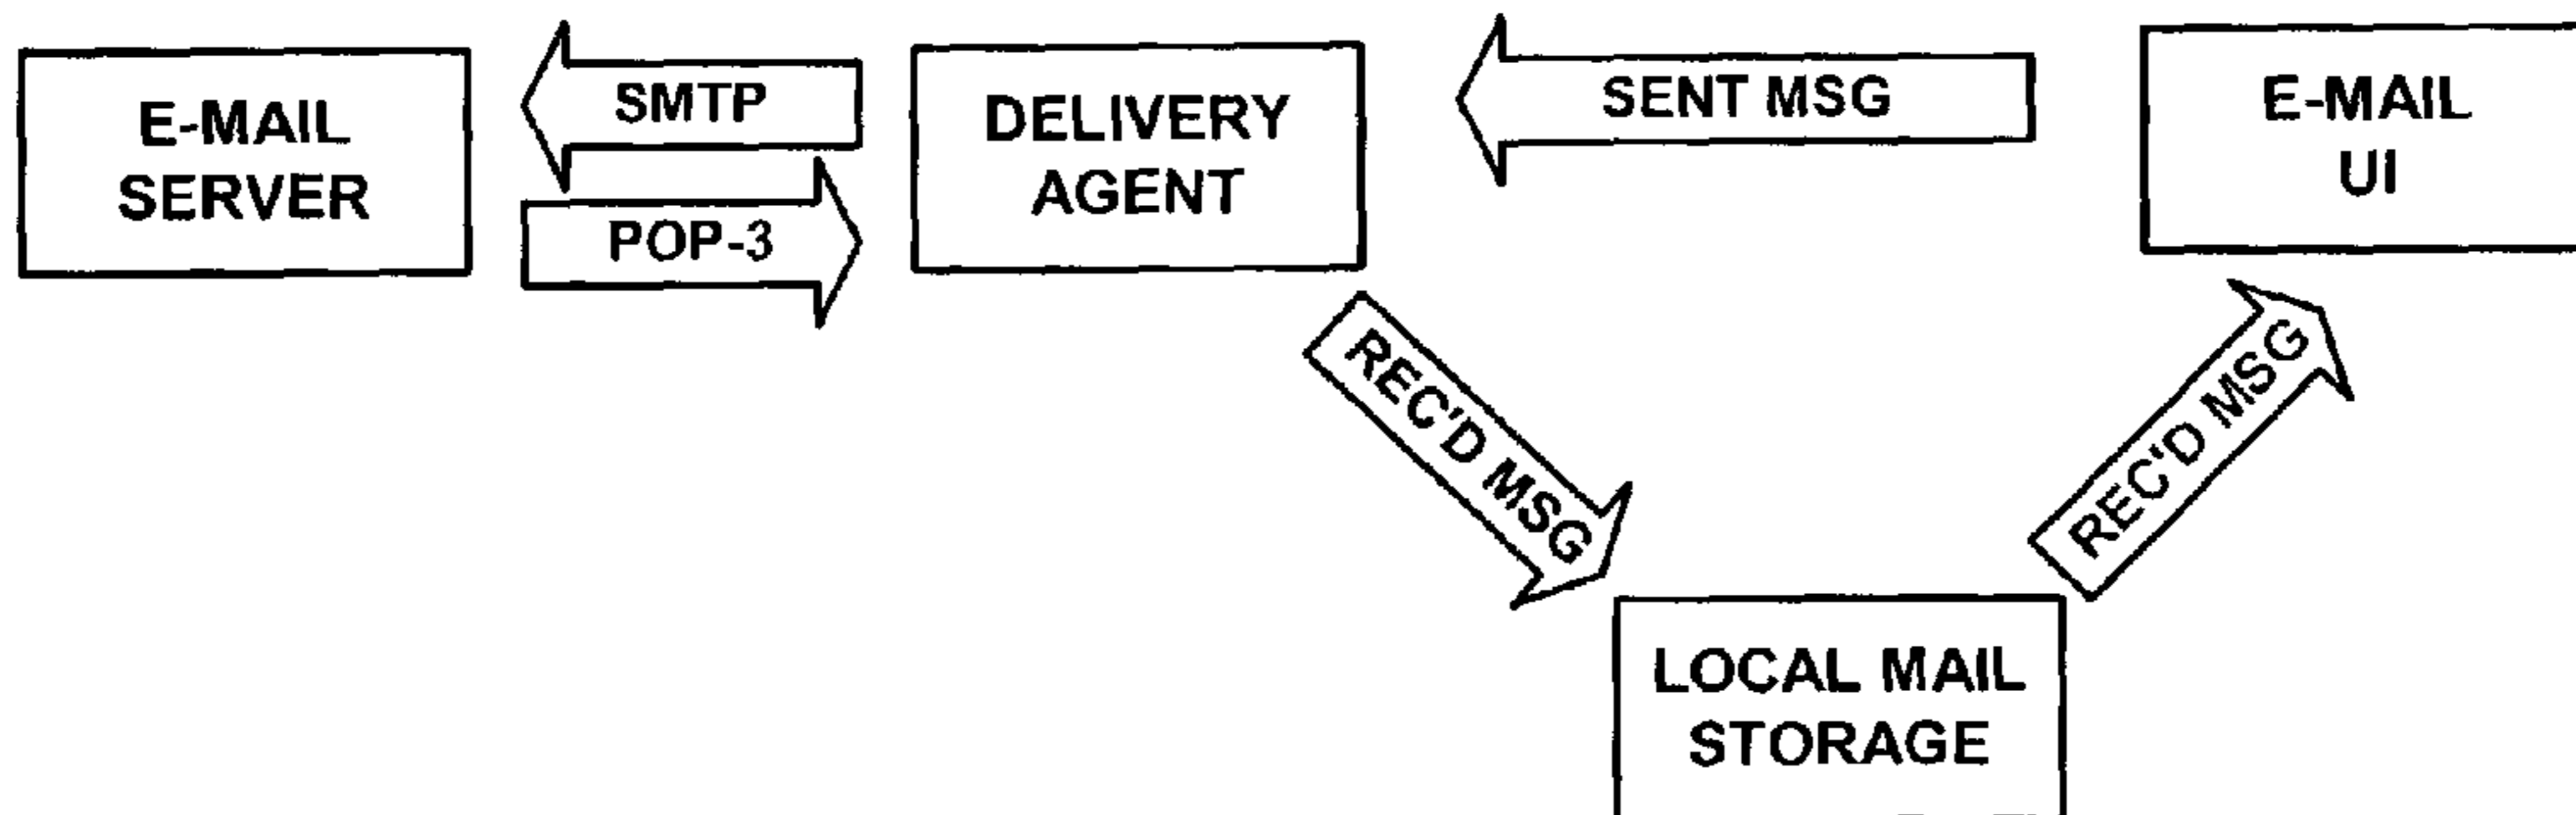 E-MAIL
SERVER
SMTP
POP-3
DELIVERY
AGENT
SENT MSG
E-MAIL
UI
REC'D MSG
REC'D MSG
LOCAL MAIL
STORAGE